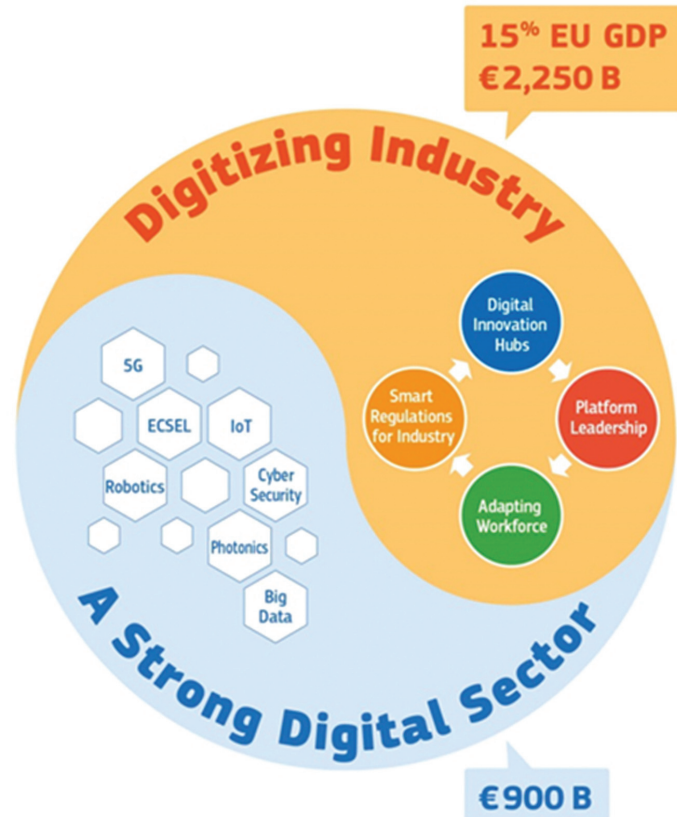 15% EU GDP
€2,250 B
Digitizing Industry
Digital
Innovation
Hubs
Platform
Leadership
Adapting
Workforce
Smart
Regulations
for Industry
5G
ECSEL
IoT
Robotics
Cyber
Security
Photonics
Big
Data
A Strong Digital Sector
€900 B